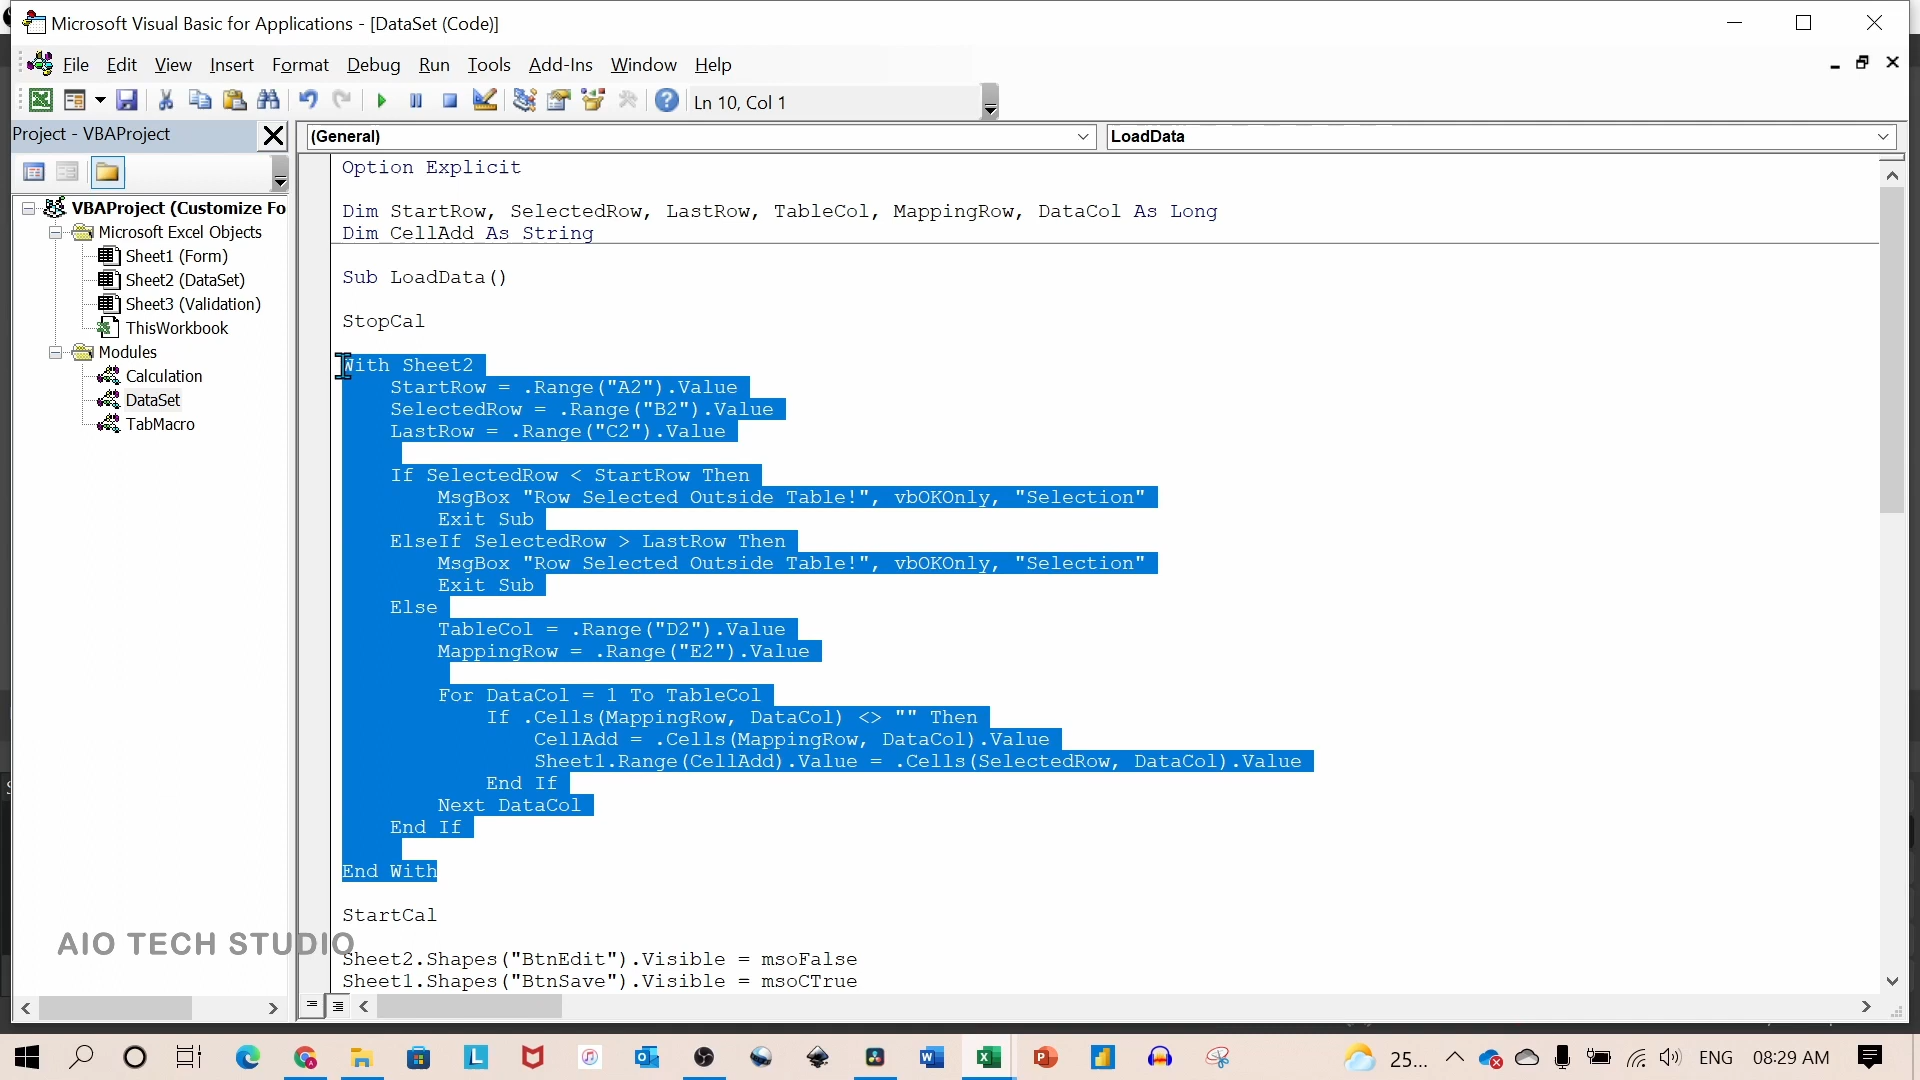 Microsoft Visual Basic for Applications - [DataSet (Code)]
File Edit View Insert Format Debug Run Tools Add-Ins Window Help
Ln 10, Col 1
Project - VBAProject
(General) LoadData
VBAProject (Customize Fo
Microsoft Excel Objects
Sheet1 (Form)
Sheet2 (DataSet)
Sheet3 (Validation)
ThisWorkbook
Modules
Calculation
DataSet
TabMacro
Option Explicit
Dim StartRow, SelectedRow, LastRow, TableCol, MappingRow, DataCol As Long
Dim CellAdd As String
Sub LoadData()
StopCal
With Sheet2
StartRow = .Range("A2").Value
SelectedRow = .Range("B2").Value
LastRow = .Range("C2").Value
If SelectedRow < StartRow Then
MsgBox "Row Selected Outside Table!", vbOKOnly, "Selection"
Exit Sub
ElseIf SelectedRow > LastRow Then
MsgBox "Row Selected Outside Table!", vbOKOnly, "Selection"
Exit Sub
Else
TableCol = .Range("D2").Value
MappingRow = .Range("E2").Value
For DataCol = 1 To TableCol
If .Cells(MappingRow, DataCol) <> "" Then
CellAdd = .Cells(MappingRow, DataCol).Value
Sheet1.Range(CellAdd).Value = .Cells(SelectedRow, DataCol).Value
End If
Next DataCol
End If
End With
StartCal
Sheet2.Shapes("BtnEdit").Visible = msoFalse
Sheet1.Shapes("BtnSave").Visible = msoCTrue
AIO TECH STUDIO
25... ENG 08:29 AM